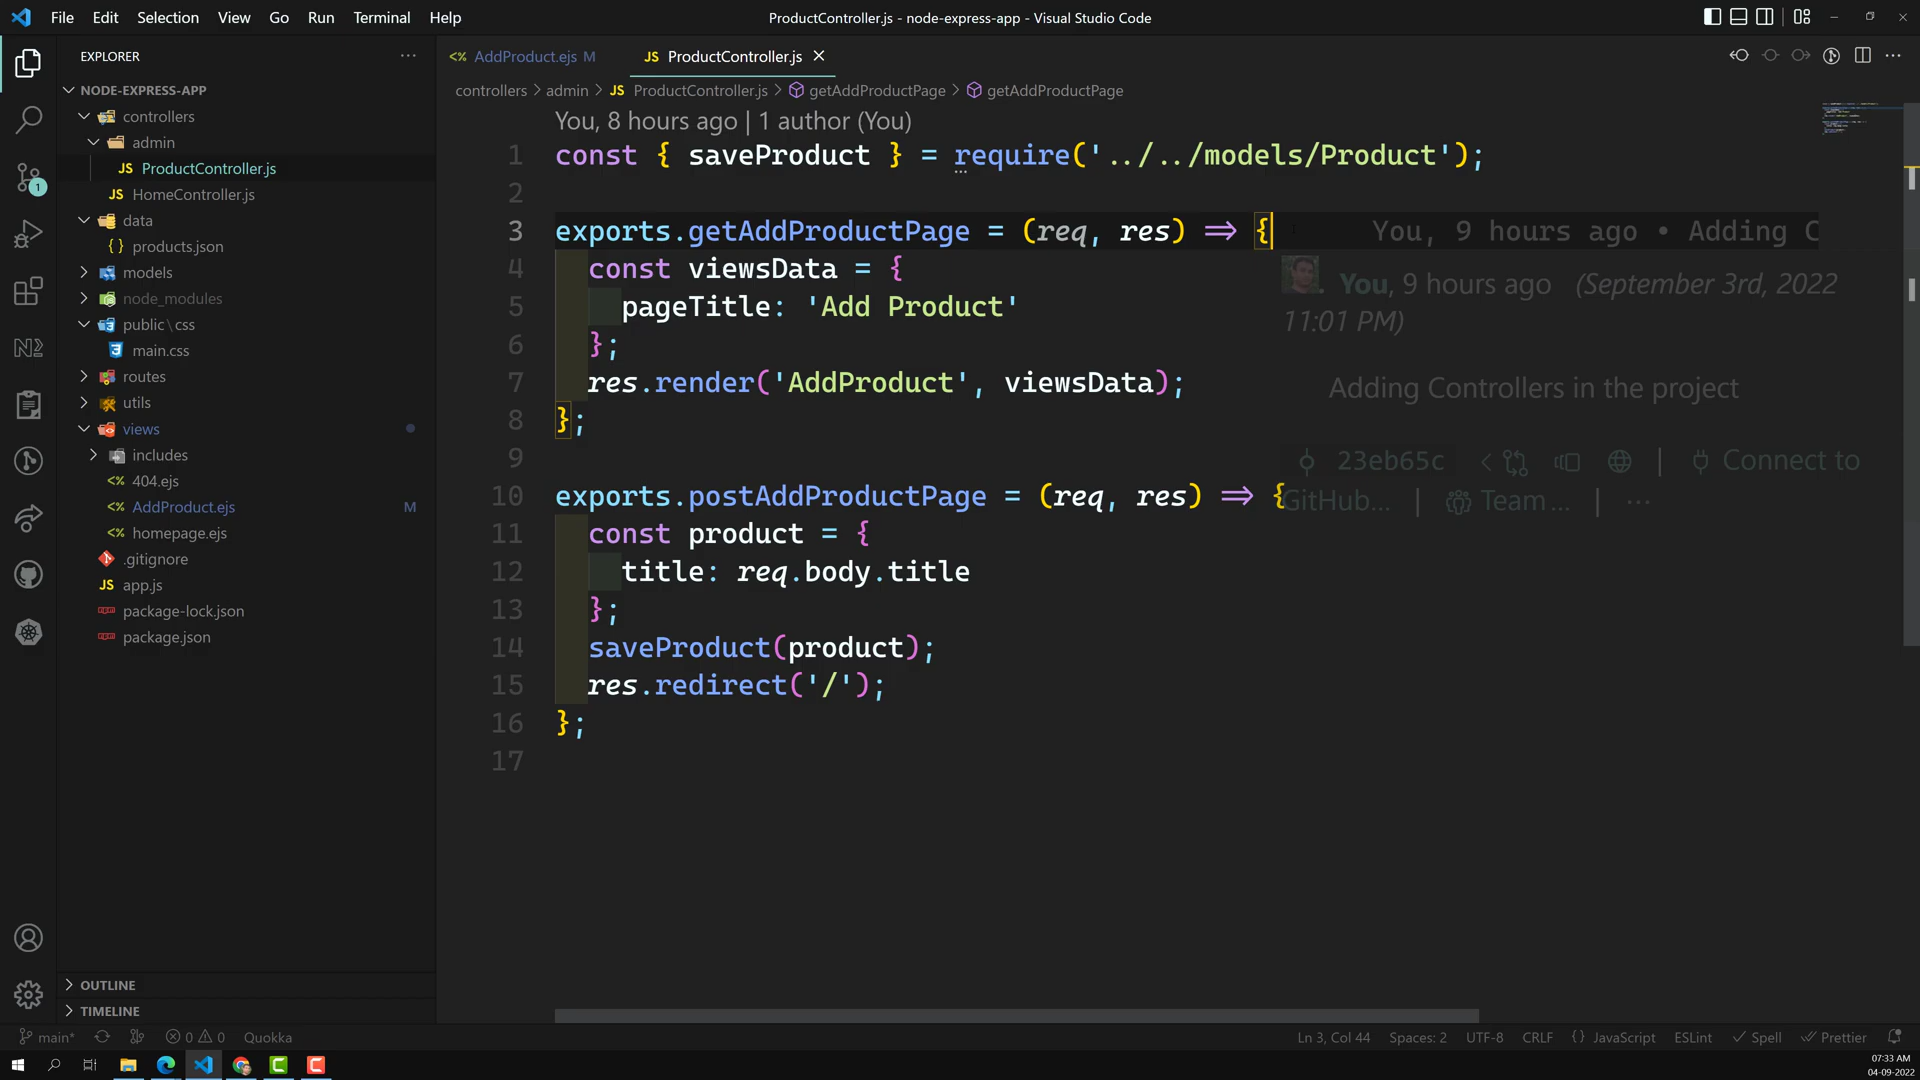 File Edit Selection View Go Run Terminal Help
ProductController.js - node-express-app - Visual Studio Code
EXPLORER
NODE-EXPRESS-APP
controllers
admin
JS ProductController.js
JS HomeController.js
data
{ } products.json
models
node_modules
public\css
main.css
routes
utils
views
includes
<% 404.ejs
<% AddProduct.ejs M
<% homepage.ejs
.gitignore
JS app.js
package-lock.json
package.json
OUTLINE
TIMELINE
1
<% AddProduct.ejs M
JS ProductController.js
controllers > admin > JS ProductController.js > getAddProductPage > getAddProductPage
You, 8 hours ago | 1 author (You)
1 const { saveProduct } = require('../../models/Product');
2
3 exports.getAddProductPage = (req, res) => { You, 9 hours ago • Adding C
4 const viewsData = {
5 pageTitle: 'Add Product'
6 };
7 res.render('AddProduct', viewsData);
8 };
9
10 exports.postAddProductPage = (req, res) => {
11 const product = {
12 title: req.body.title
13 };
14 saveProduct(product);
15 res.redirect('/');
16 };
17
You, 9 hours ago (September 3rd, 2022
11:01 PM)
Adding Controllers in the project
23eb65c | Connect to
GitHub... | Team... | ...
main* 0 0 Quokka
Ln 3, Col 44 Spaces: 2 UTF-8 CRLF { } JavaScript ESLint Spell Prettier
07:33 AM
04-09-2022